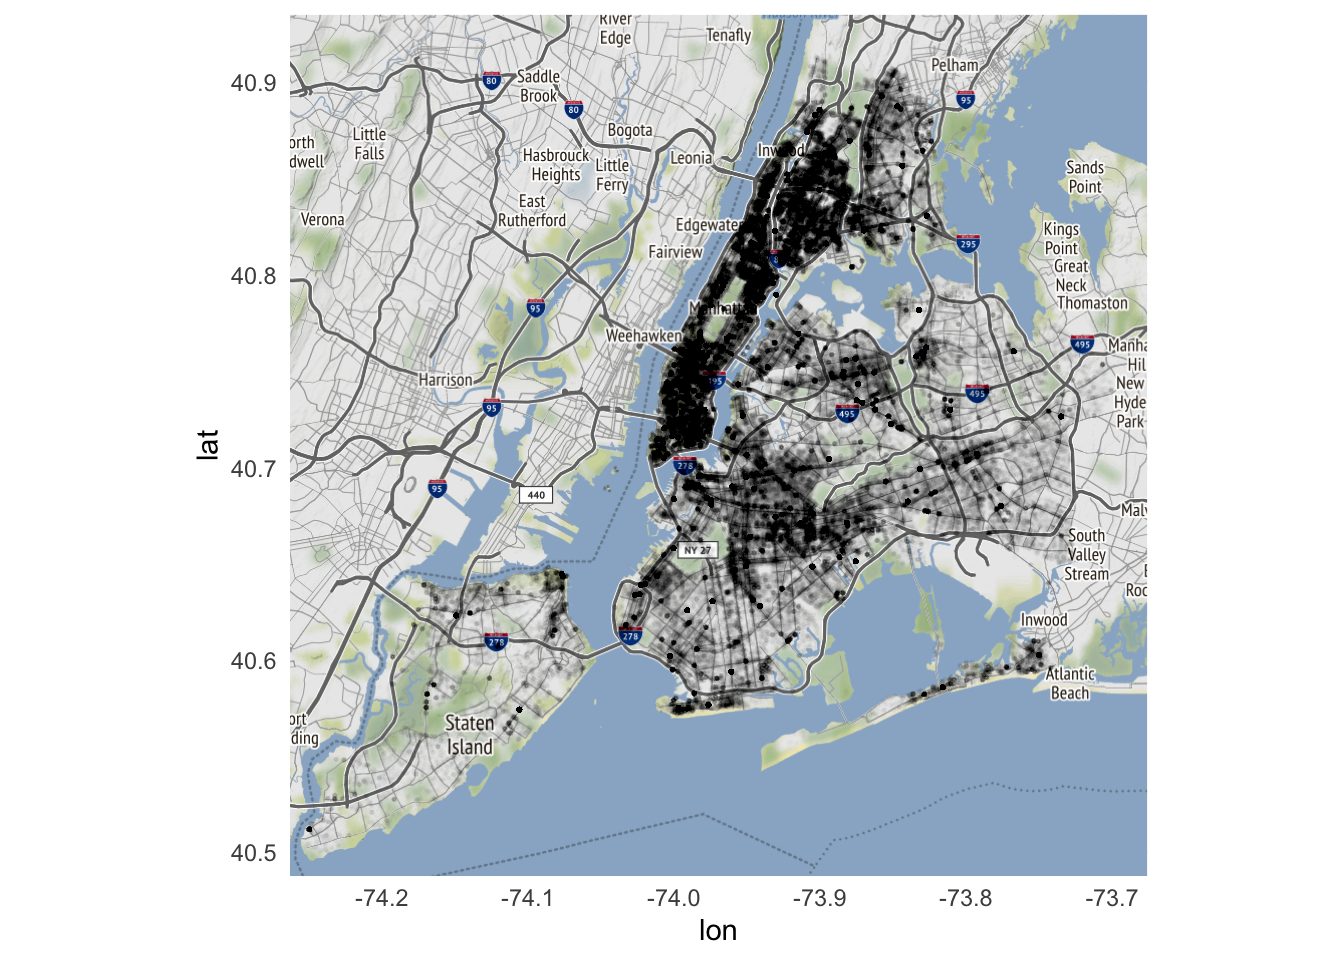 River
Edge
Tenafly
Pelham
40.9
80
Saddle
Brook
95
80
Bogota
Little
Falls
orth
dwell
Leonia
Inwood
Hasbrouck
Heights
Little
Ferry
Sands
Point
East
Rutherford
Verona
Edgewater
Kings
Point
295
Fairview
Great
Neck
40.8
Thomaston
95
Manhattan
Weehawken
495
Manha
Hil
Harrison
New
Hyde
Park
495
95
495
lat
40.7
278
95
440
Malv
NY 27
South
Valley
Stream
Roc
Inwood
278
278
40.6
Atlantic
Beach
Staten
Island
ort
ding
40.5
-74.2
-74.1
-74.0
-73.9
-73.8
-73.7
lon